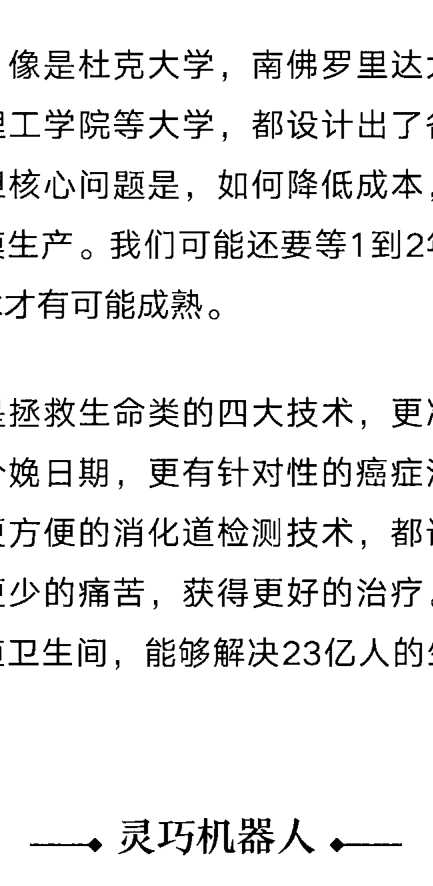 像是杜克大学，南佛罗里达
理工学院等大学，都设计出了
核心问题是，如何降低成本，
生产。我们可能还要等1到2年
才有可能成熟。
是拯救生命类的四大技术，更
娩日期，更有针对性的癌症
更方便的消化道检测技术，都
更少的痛苦，获得更好的治疗。
卫生间，能够解决23亿人的
灵巧机器人